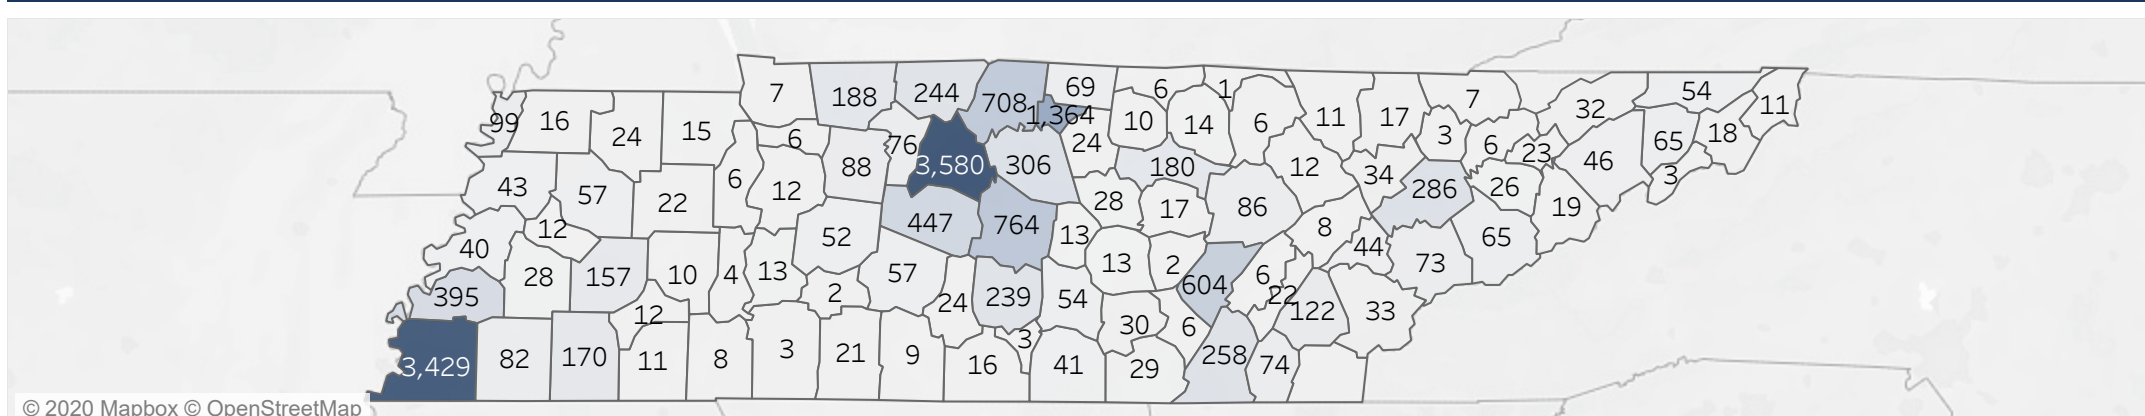 7 188 244 708 69 6 1 11 17 7 32 54 11
99 16 24 15 6 76 1,364 24 10 14 6 3 6 23 46 65 18 3
43 57 22 6 12 88 3,580 306 180 12 34 286 26 19
40 12 28 157 10 4 13 52 447 764 28 17 86 8 44 73 65
395 12 2 57 24 239 13 13 2 604 6 22 122 33
3,429 82 170 11 8 3 21 9 16 3 54 41 30 29 6 258 74
© 2020 Mapbox © OpenStreetMap